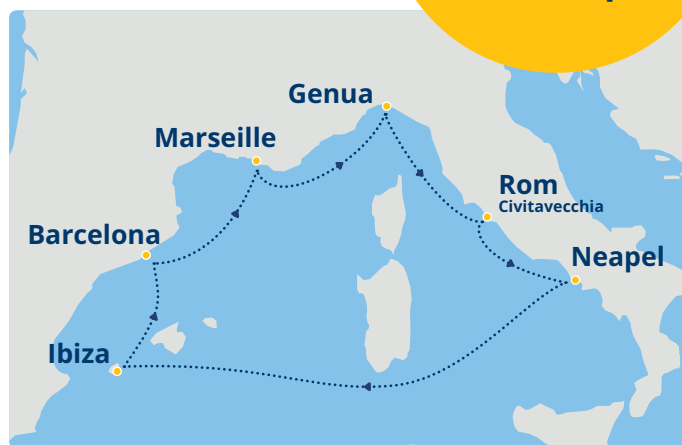 Genua
Marseille
Rom
Civitavecchia
Barcelona
Neapel
Ibiza